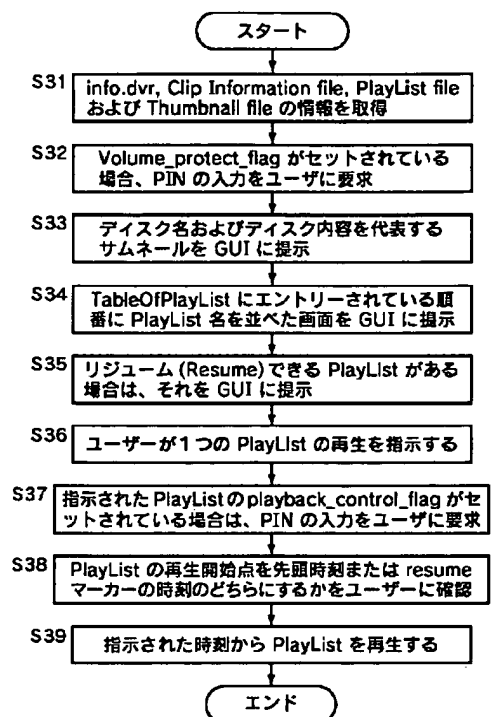 スタート
S31
info.dvr, Clip Information file, PlayList file
および Thumbnail file の情報を取得
S32
Volume_protect_flag がセットされている
場合、PIN の入力をユーザに要求
S33
ディスク名およびディスク内容を代表する
サムネールを GUI に提示
S34
TableOfPlayList にエントリーされている順
番に PlayList 名を並べた画面を GUI に提示
S35
リジューム (Resume) できる PlayList がある
場合は、それを GUI に提示
S36
ユーザーが1つの PlayList の再生を指示する
S37
指示された PlayList の playback_control_flag がセ
ットされている場合は、PIN の入力をユーザに要求
S38
PlayList の再生開始点を先頭時刻または resume
マーカーの時刻のどちらにするかをユーザーに確認
S39
指示された時刻から PlayList を再生する
エンド